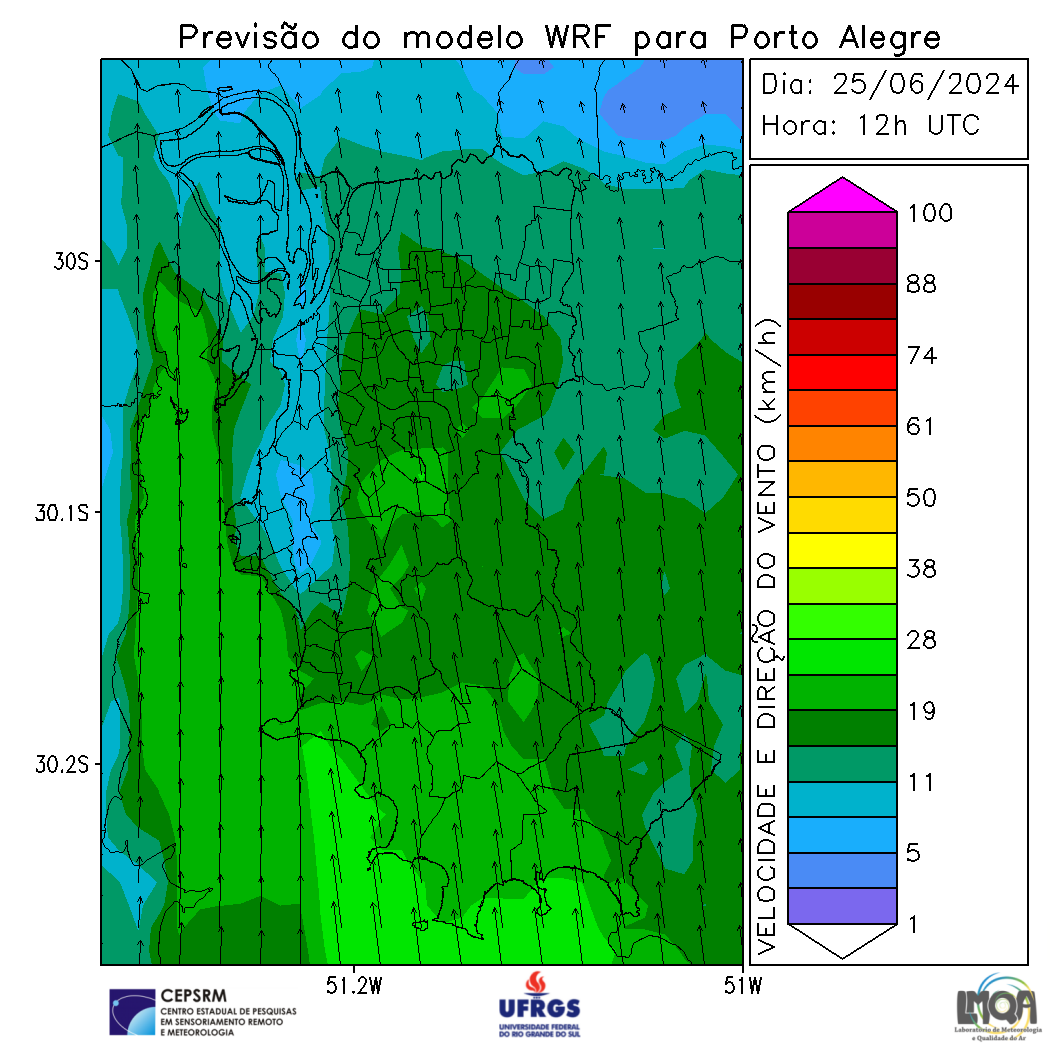 Previsão do modelo WRF para Porto Alegre
Dia: 25/06/2024
Hora: 12h UTC
30S
30.1S
30.2S
51.2W
51W
VELOCIDADE E DIREÇÃO DO VENTO (km/h)
100
88
74
61
50
38
28
19
11
5
1
CEPSRM
CENTRO ESTADUAL DE PESQUISAS
EM SENSORIAMENTO REMOTO
E METEOROLOGIA
UFRGS
UNIVERSIDADE FEDERAL
DO RIO GRANDE DO SUL
LMQA
Laboratório de Meteorologia
e Qualidade do Ar